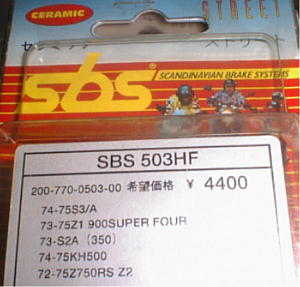 CERAMIC
STREET
sbs
SCANDINAVIAN BRAKE SYSTEMS
SBS 503HF
200-770-0503-00 希望価格 ¥ 4400
74-75S3/A
73-75Z1 900SUPER FOUR
73-S2A (350)
74-75KH500
72-75Z750RS Z2